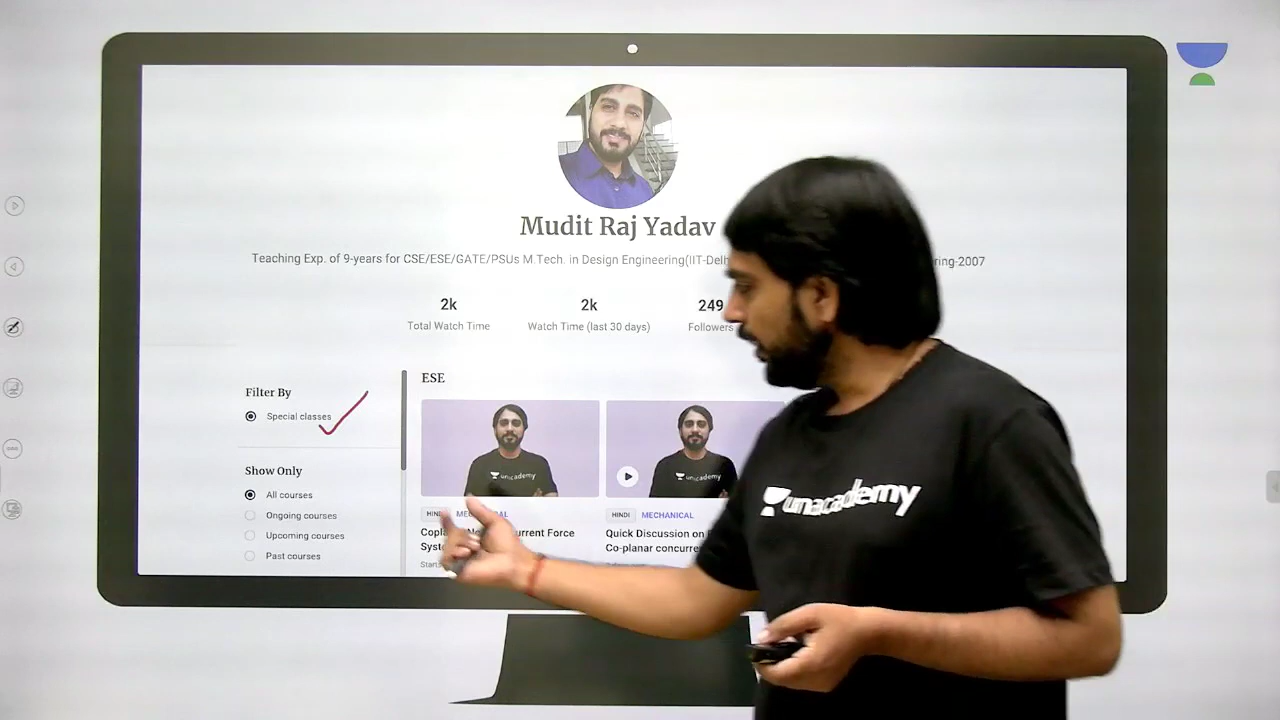 Mudit Raj Yadav
Teaching Exp. of 9-years for CSE/ESE/GATE/PSUs M.Tech. in Design Engineering(IIT-Delh ring-2007
2k
2k
249
Total Watch Time
Watch Time (last 30 days)
Followers
Filter By
Special classes
Show Only
All courses
Ongoing courses
Upcoming courses
Past courses
ESE
unacademy
unacademy
HINDI MECHANICAL
HINDI MECHANICAL
Force
Quick Discussion on
Co-planar
unacademy